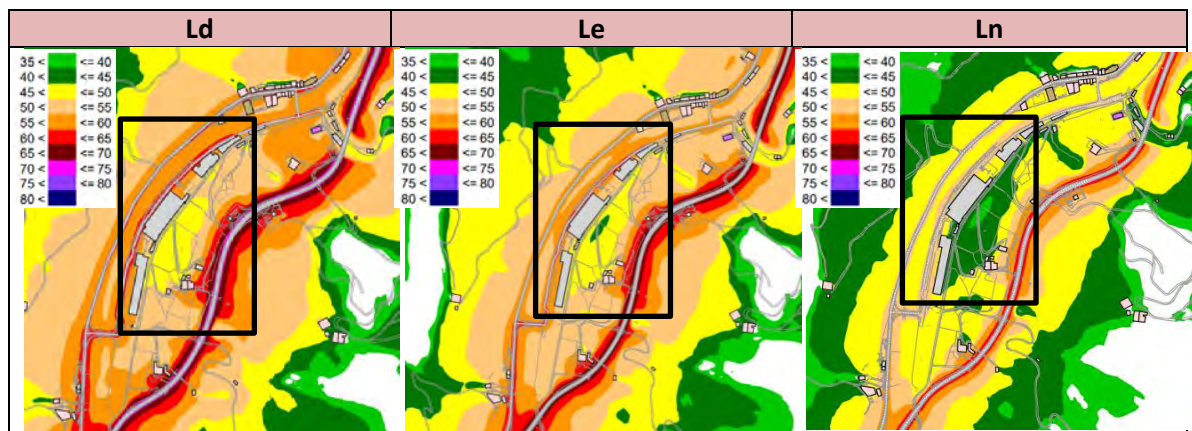 Ld Le Ln
35 < <= 40 35 < <= 40 35 < <= 40
40 < <= 45 40 < <= 45 40 < <= 45
45 < <= 50 45 < <= 50 45 < <= 50
50 < <= 55 50 < <= 55 50 < <= 55
55 < <= 60 55 < <= 60 55 < <= 60
60 < <= 65 60 < <= 65 60 < <= 65
65 < <= 70 65 < <= 70 65 < <= 70
70 < <= 75 70 < <= 75 70 < <= 75
75 < <= 80 75 < <= 80 75 < <= 80
80 < 80 < 80 <